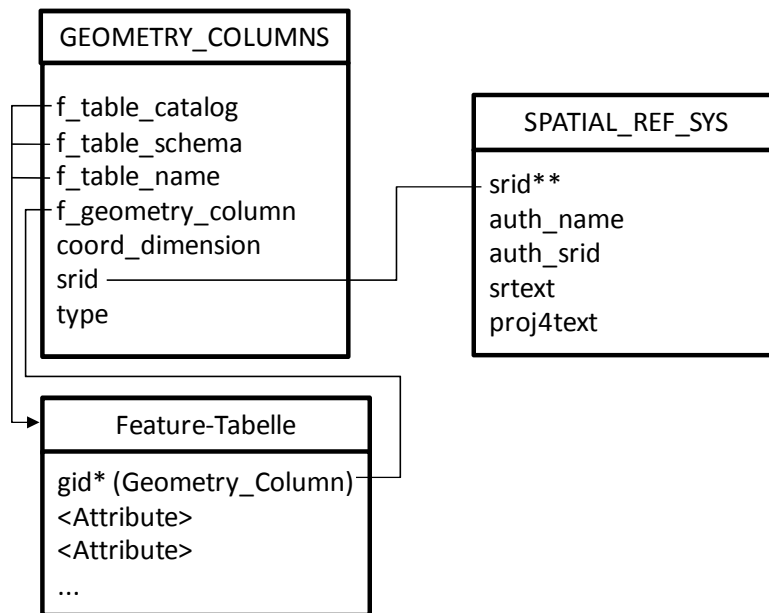 GEOMETRY_COLUMNS
f_table_catalog
f_table_schema
f_table_name
f_geometry_column
coord_dimension
srid
type
SPATIAL_REF_SYS
srid**
auth_name
auth_srid
srtext
proj4text
Feature-Tabelle
gid* (Geometry_Column)
<Attribute>
<Attribute>
...